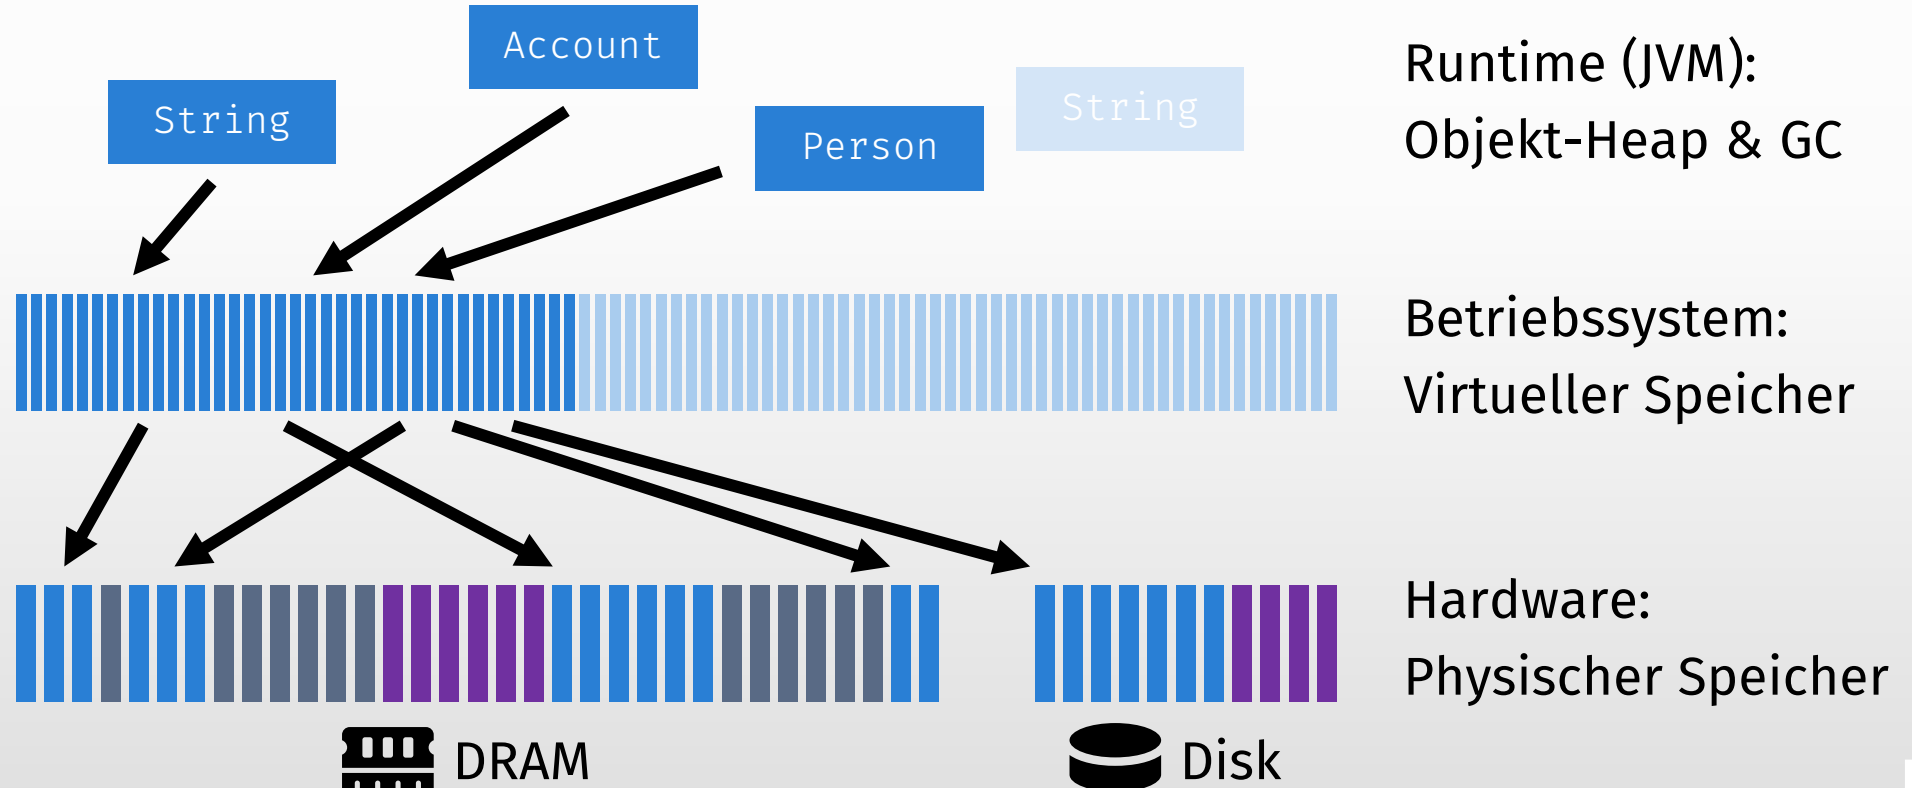 Account
String
Person
String
Runtime (JVM):
Objekt-Heap & GC
Betriebssystem:
Virtueller Speicher
Hardware:
Physischer Speicher
DRAM
Disk